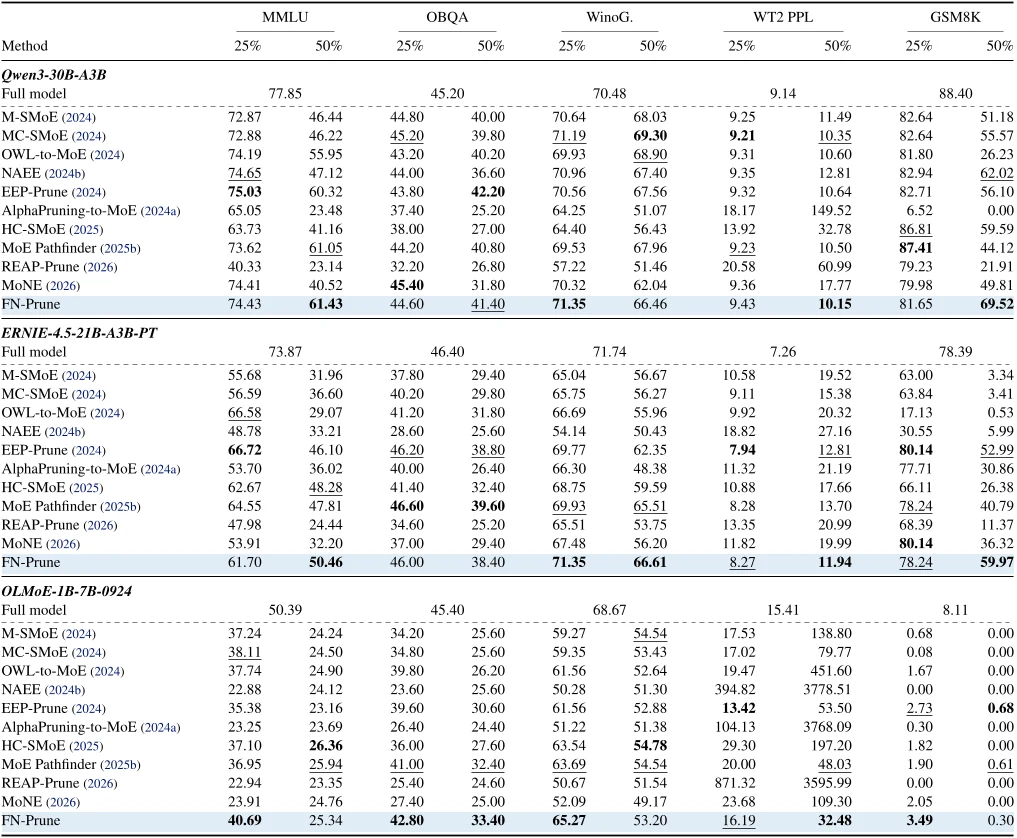 MMLU OBQA WinoG. WT2 PPL GSM8K
Method 25% 50% 25% 50% 25% 50% 25% 50% 25% 50%
Qwen3-30B-A3B
Full model 77.85 45.20 70.48 9.14 88.40
M-SMoE (2024) 72.87 46.44 44.80 40.00 70.64 68.03 9.25 11.49 82.64 51.18
MC-SMoE (2024) 72.88 46.22 45.20 39.80 71.19 69.30 9.21 10.35 82.64 55.57
OWL-to-MoE (2024) 74.19 55.95 43.20 40.20 69.93 68.90 9.31 10.60 81.80 26.23
NAEE (2024b) 74.65 47.12 44.00 36.60 70.96 67.40 9.35 12.81 82.94 62.02
EEP-Prune (2024) 75.03 60.32 43.80 42.20 70.56 67.56 9.32 10.64 82.71 56.10
AlphaPruning-to-MoE (2024a) 65.05 23.48 37.40 25.20 64.25 51.07 18.17 149.52 6.52 0.00
HC-SMoE (2025) 63.73 41.16 38.00 27.00 64.40 56.43 13.92 32.78 86.81 59.59
MoE Pathfinder (2025b) 73.62 61.05 44.20 40.80 69.53 67.96 9.23 10.50 87.41 44.12
REAP-Prune (2026) 40.33 23.14 32.20 26.80 57.22 51.46 20.58 60.99 79.23 21.91
MoNE (2026) 74.41 40.52 45.40 31.80 70.32 62.04 9.36 17.77 79.98 49.81
FN-Prune 74.43 61.43 44.60 41.40 71.35 66.46 9.43 10.15 81.65 69.52
ERNIE-4.5-21B-A3B-PT
Full model 73.87 46.40 71.74 7.26 78.39
M-SMoE (2024) 55.68 31.96 37.80 29.40 65.04 56.67 10.58 19.52 63.00 3.34
MC-SMoE (2024) 56.59 36.60 40.20 29.80 65.75 56.27 9.11 15.38 63.84 3.41
OWL-to-MoE (2024) 66.58 29.07 41.20 31.80 66.69 55.96 9.92 20.32 17.13 0.53
NAEE (2024b) 48.78 33.21 28.60 25.60 54.14 50.43 18.82 27.16 30.55 5.99
EEP-Prune (2024) 66.72 46.10 46.20 38.80 69.77 62.35 7.94 12.81 80.14 52.99
AlphaPruning-to-MoE (2024a) 53.70 36.02 40.00 26.40 66.30 48.38 11.32 21.19 77.71 30.86
HC-SMoE (2025) 62.67 48.28 41.40 32.40 68.75 59.59 10.88 17.66 66.11 26.38
MoE Pathfinder (2025b) 64.55 47.81 46.60 39.60 69.93 65.51 8.28 13.70 78.24 40.79
REAP-Prune (2026) 47.98 24.44 34.60 25.20 65.51 53.75 13.35 20.99 68.39 11.37
MoNE (2026) 53.91 32.20 37.00 29.40 67.48 56.20 11.82 19.99 80.14 36.32
FN-Prune 61.70 50.46 46.00 38.40 71.35 66.61 8.27 11.94 78.24 59.97
OLMoE-1B-7B-0924
Full model 50.39 45.40 68.67 15.41 8.11
M-SMoE (2024) 37.24 24.24 34.20 25.60 59.27 54.54 17.53 138.80 0.68 0.00
MC-SMoE (2024) 38.11 24.50 34.80 25.60 59.35 53.43 17.02 79.77 0.08 0.00
OWL-to-MoE (2024) 37.74 24.90 39.80 26.20 61.56 52.64 19.47 451.60 1.67 0.00
NAEE (2024b) 22.88 24.12 23.60 25.60 50.28 51.30 394.82 3778.51 0.00 0.00
EEP-Prune (2024) 35.38 23.16 39.60 30.60 61.56 52.88 13.42 53.50 2.73 0.68
AlphaPruning-to-MoE (2024a) 23.25 23.69 26.40 24.40 51.22 51.38 104.13 3768.09 0.30 0.00
HC-SMoE (2025) 37.10 26.36 36.00 27.60 63.54 54.78 29.30 197.20 1.82 0.00
MoE Pathfinder (2025b) 36.95 25.94 41.00 32.40 63.69 54.54 20.00 48.03 1.90 0.61
REAP-Prune (2026) 22.94 23.35 25.40 24.60 50.67 51.54 871.32 3595.99 0.00 0.00
MoNE (2026) 23.91 24.76 27.40 25.00 52.09 49.17 23.68 109.30 2.05 0.00
FN-Prune 40.69 25.34 42.80 33.40 65.27 53.20 16.19 32.48 3.49 0.30